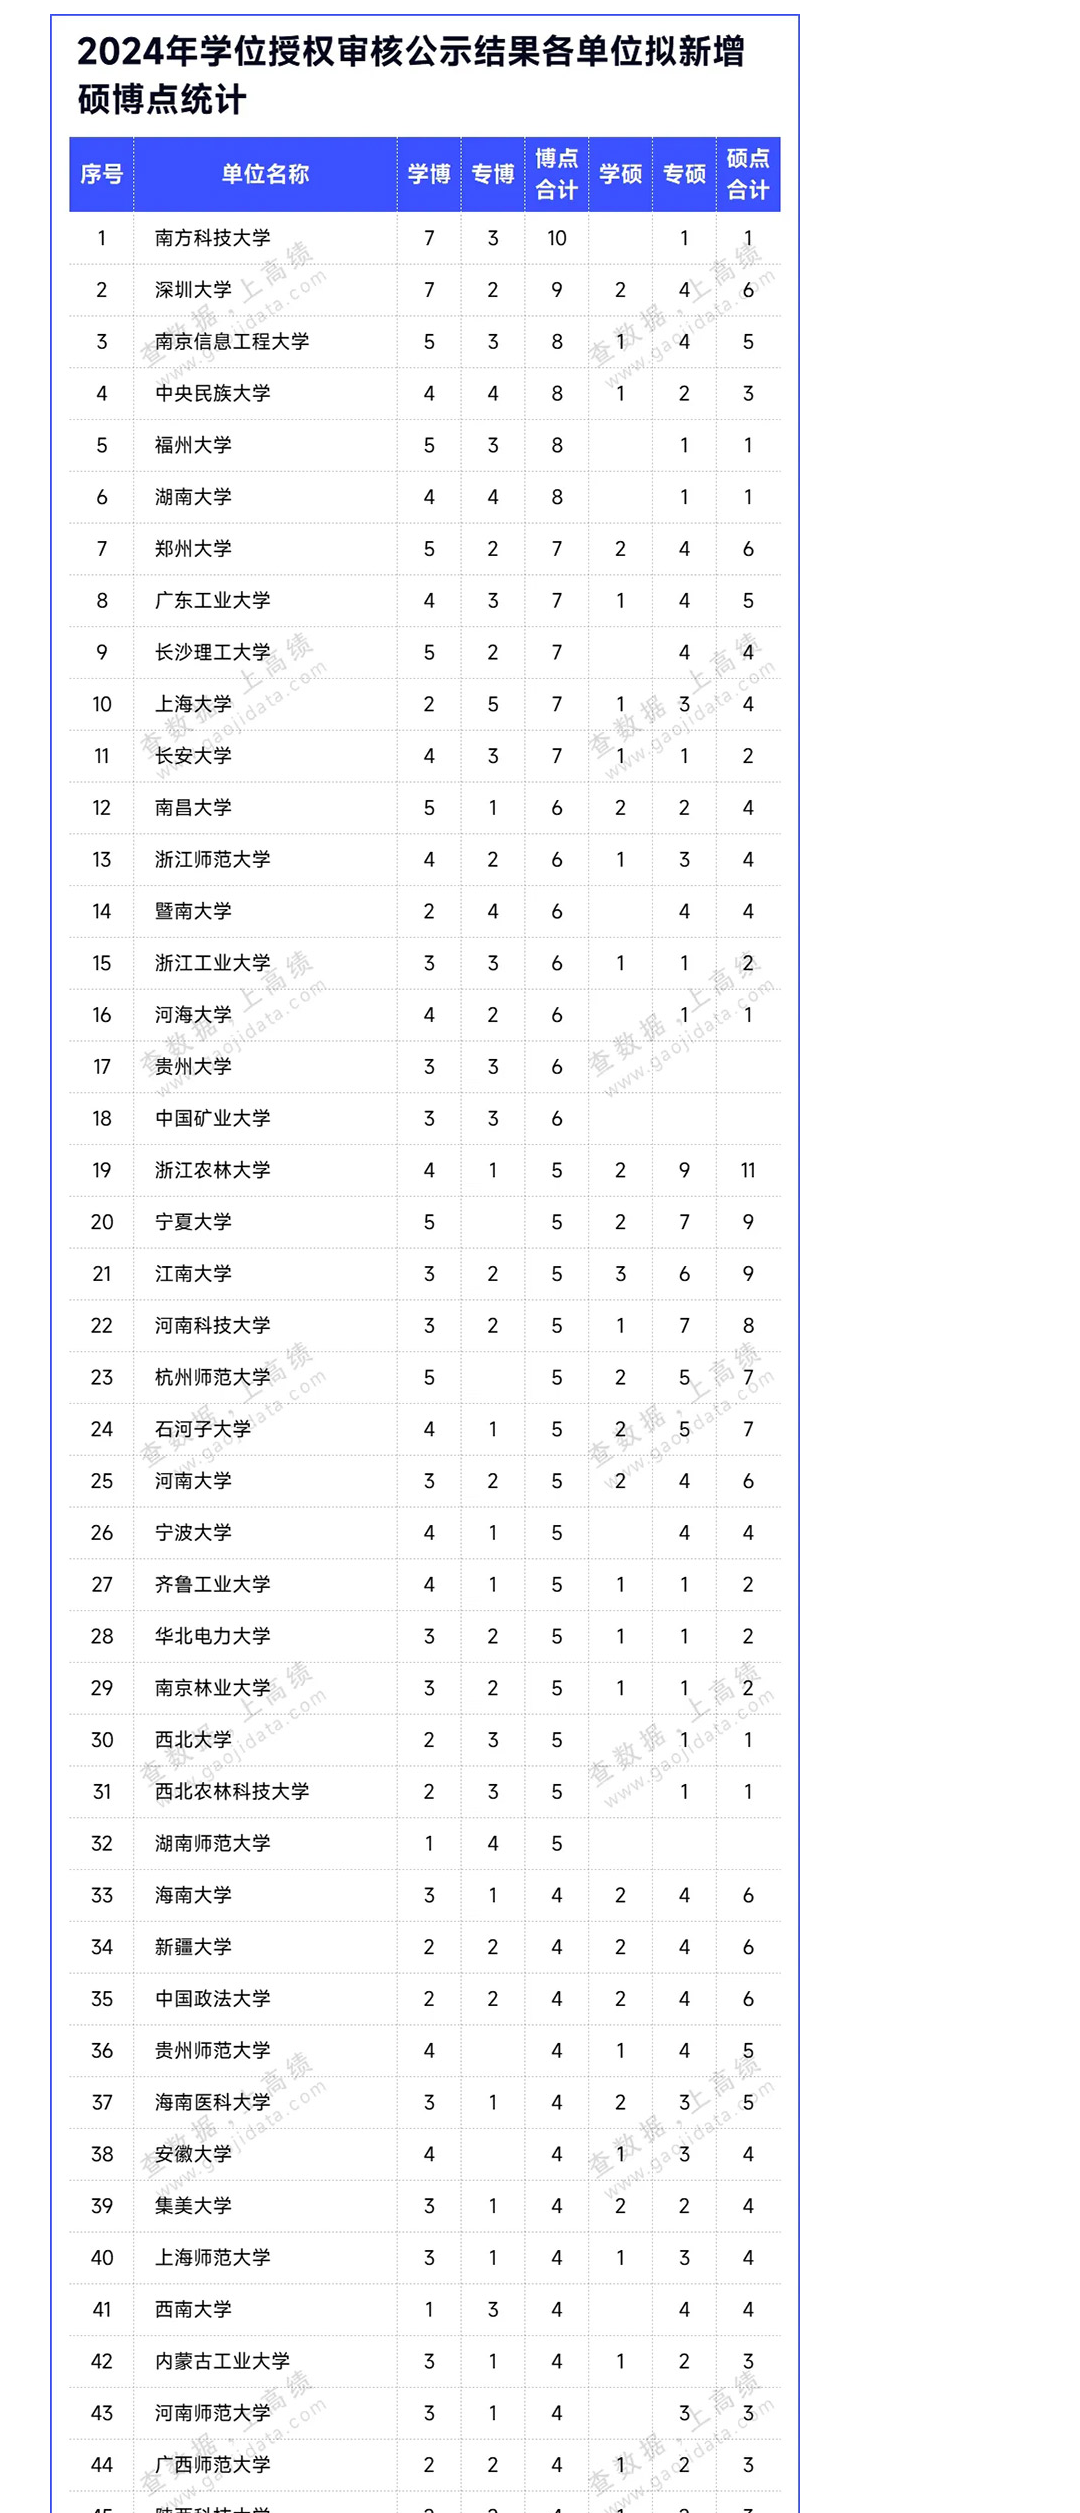 2024年学位授权审核公示结果各单位拟新增
硕博点统计
序号 单位名称 学博 专博 博点合计 学硕 专硕 硕点合计
1 南方科技大学 7 3 10 1 1
2 深圳大学 7 2 9 2 4 6
3 南京信息工程大学 5 3 8 1 4 5
4 中央民族大学 4 4 8 1 2 3
5 福州大学 5 3 8 1 1
6 湖南大学 4 4 8 1 1
7 郑州大学 5 2 7 2 4 6
8 广东工业大学 4 3 7 1 4 5
9 长沙理工大学 5 2 7 4 4
10 上海大学 2 5 7 1 3 4
11 长安大学 4 3 7 1 1 2
12 南昌大学 5 1 6 2 2 4
13 浙江师范大学 4 2 6 1 3 4
14 暨南大学 2 4 6 4 4
15 浙江工业大学 3 3 6 1 1 2
16 河海大学 4 2 6 1 1
17 贵州大学 3 3 6
18 中国矿业大学 3 3 6
19 浙江农林大学 4 1 5 2 9 11
20 宁夏大学 5 5 2 7 9
21 江南大学 3 2 5 3 6 9
22 河南科技大学 3 2 5 1 7 8
23 杭州师范大学 5 5 2 5 7
24 石河子大学 4 1 5 2 5 7
25 河南大学 3 2 5 2 4 6
26 宁波大学 4 1 5 4 4
27 齐鲁工业大学 4 1 5 1 1 2
28 华北电力大学 3 2 5 1 1 2
29 南京林业大学 3 2 5 1 1 2
30 西北大学 2 3 5 1 1
31 西北农林科技大学 2 3 5 1 1
32 湖南师范大学 1 4 5
33 海南大学 3 1 4 2 4 6
34 新疆大学 2 2 4 2 4 6
35 中国政法大学 2 2 4 2 4 6
36 贵州师范大学 4 4 1 4 5
37 海南医科大学 3 1 4 2 3 5
38 安徽大学 4 4 1 3 4
39 集美大学 3 1 4 2 2 4
40 上海师范大学 3 1 4 1 3 4
41 西南大学 1 3 4 4 4
42 内蒙古工业大学 3 1 4 1 2 3
43 河南师范大学 3 1 4 3 3
44 广西师范大学 2 2 4 1 2 3
查数据，上高绩
www.gaojidata.com